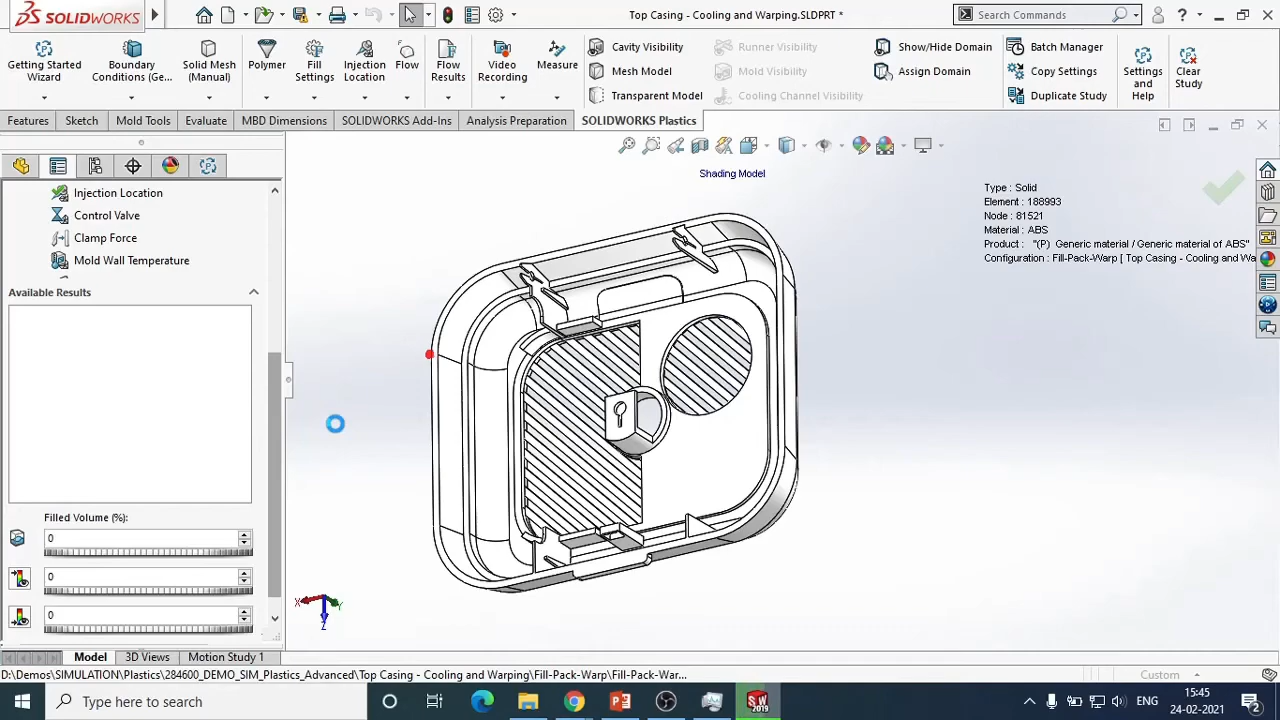 SOLIDWORKS
Top Casing - Cooling and Warping.SLDPRT *
Search Commands
Getting Started Wizard
Boundary Conditions (Ge...
Solid Mesh (Manual)
Polymer
Fill Settings
Injection Location
Flow
Flow Results
Video Recording
Measure
Cavity Visibility
Mesh Model
Transparent Model
Runner Visibility
Mold Visibility
Cooling Channel Visibility
Show/Hide Domain
Assign Domain
Batch Manager
Copy Settings
Duplicate Study
Settings and Help
Clear Study
Features
Sketch
Mold Tools
Evaluate
MBD Dimensions
SOLIDWORKS Add-Ins
Analysis Preparation
SOLIDWORKS Plastics
Shading Model
Type : Solid
Element : 188993
Node : 81521
Material : ABS
Product : "(P) Generic material / Generic material of ABS"
Configuration : Fill-Pack-Warp [ Top Casing - Cooling and Wa
Injection Location
Control Valve
Clamp Force
Mold Wall Temperature
Available Results
Filled Volume (%):
0
0
0
X
Y
Z
Model
3D Views
Motion Study 1
D:\Demos\SIMULATION\Plastics\284600_DEMO_SIM_Plastics_Advanced\Top Casing - Cooling and Warping\Fill-Pack-Warp\Fill-Pack-War...
Custom
Type here to search
SW
2019
ENG
15:45
24-02-2021
2